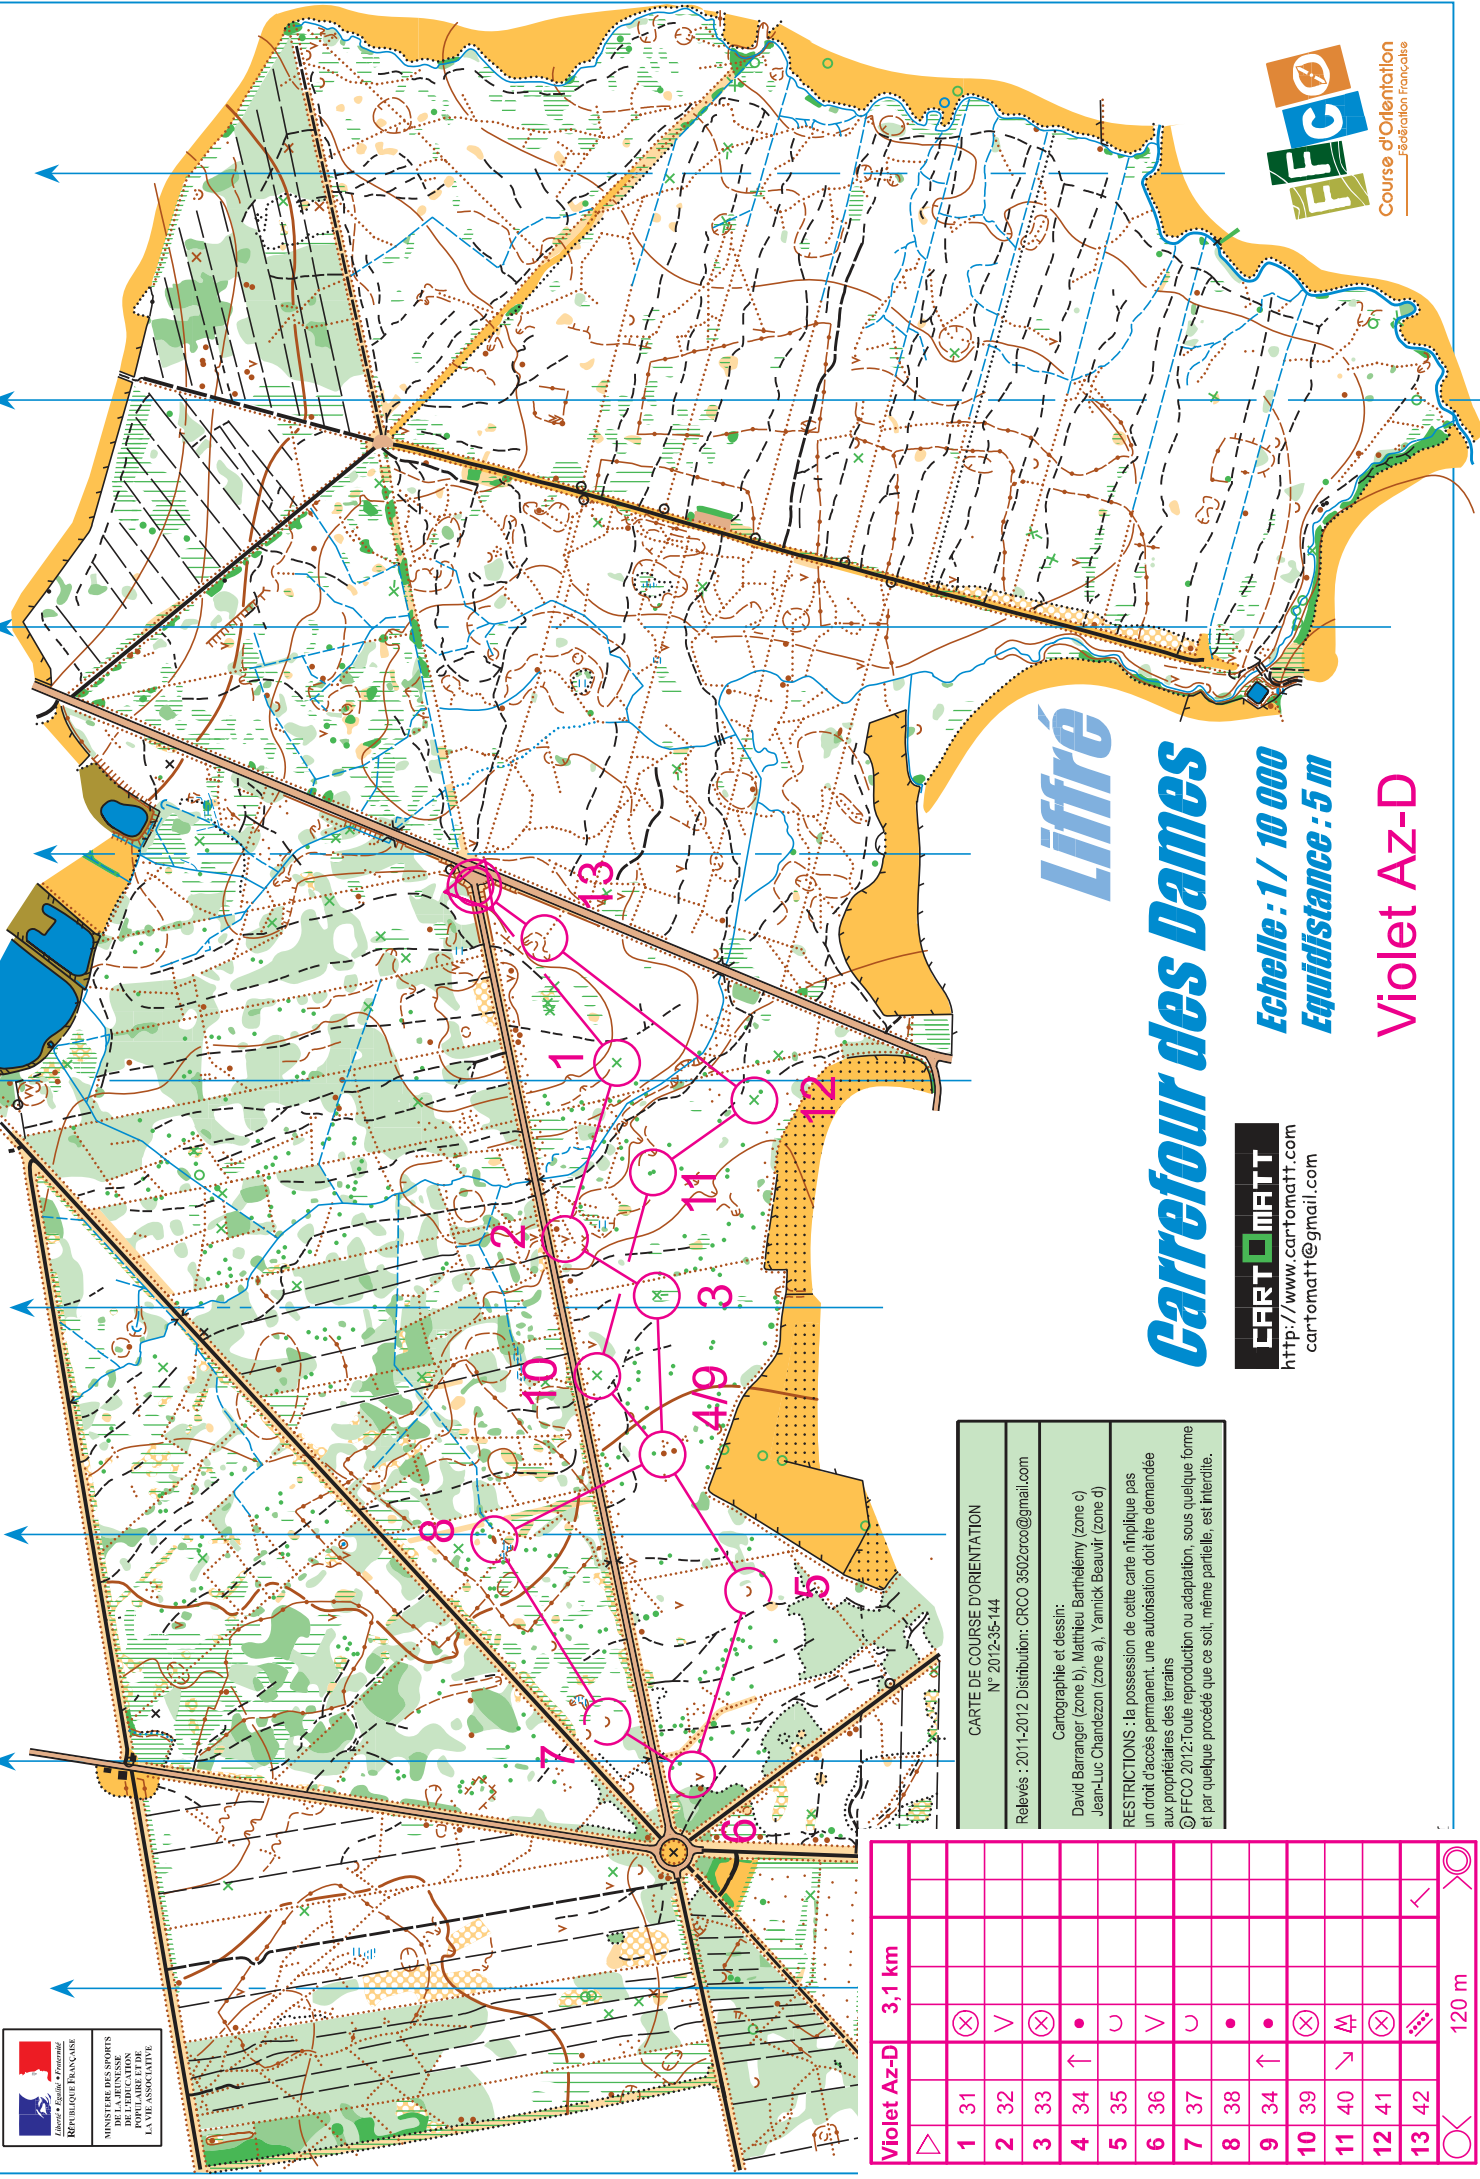 Liffré
Carrefour des Dames
Echelle : 1 / 10 000
Equidistance : 5 m
Violet Az-D
FFCO
Course d'Orientation
Fédération Française
CARTOMATT
http://www.cartomatt.com
cartomatt@gmail.com
1
2
3
4/9
5
6
7
8
10
11
12
13
CARTE DE COURSE D'ORIENTATION
N° 2012-35-144
Relevés : 2011-2012 Distribution: CRCO 3502crco@gmail.com
Cartographie et dessin:
David Barranger (zone b), Matthieu Barthélémy (zone c)
Jean-Luc Chandezon (zone a), Yannick Beauvir (zone d)
RESTRICTIONS : la possession de cette carte n'implique pas
un droit d'accès permanent. une autorisation doit être demandée
aux propriétaires des terrains
©FFCO 2012:Toute reproduction ou adaptation, sous quelque forme
et par quelque procédé que ce soit, même partielle, est interdite.
Liberté • Egalité • Fraternité
RÉPUBLIQUE FRANÇAISE
MINISTERE DES SPORTS
DE LA JEUNESSE
DE L'EDUCATION
POPULAIRE ET DE
LA VIE ASSOCIATIVE
Violet Az-D 3,1 km
1 31
2 32
3 33
4 34
5 35
6 36
7 37
8 38
9 34
10 39
11 40
12 41
13 42
120 m